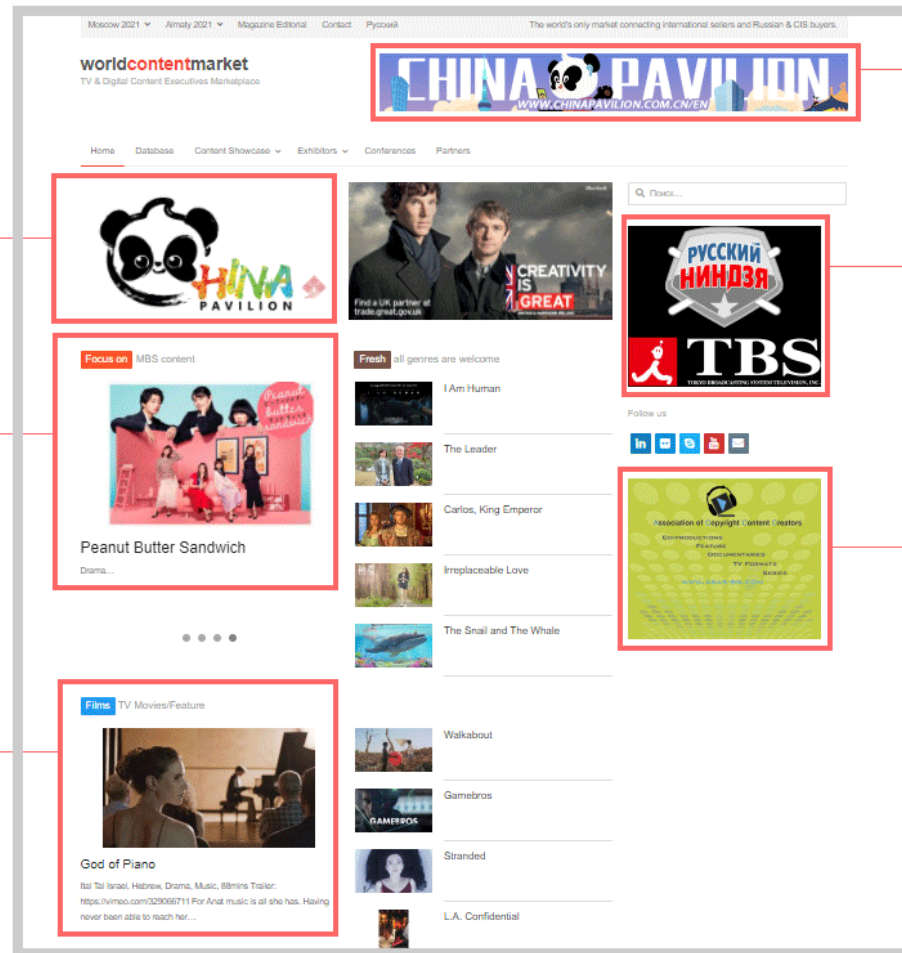 Moscow 2021 Almaty 2021 Magazine Editorial Contact Русский
The world's only market connecting international sellers and Russian & CIS buyers.
worldcontentmarket
TV & Digital Content Executives Marketplace
CHINA PAVILION
WWW.CHINAPAVILION.COM.CN/EN
Home Database Content Showcase Exhibitors Conferences Partners
CHINA
PAVILION
CREATIVITY
IS
GREAT
Find a UK partner at
trade.great.gov.uk
Поиск...
РУССКИЙ
НИНДЗЯ
TBS
TOKYO BROADCASTING SYSTEM TELEVISION, INC.
Focus on MBS content
Peanut
butter
sandwich
Peanut Butter Sandwich
Drama...
Fresh all genres are welcome
I Am Human
The Leader
Carlos, King Emperor
Irreplaceable Love
The Snail and The Whale
Walkabout
GAMEBROS
Gamebros
Stranded
L.A. Confidential
Follow us
in
You
Association of Copyright Content Creators
CO-PRODUCTIONS
FEATURE
DOCUMENTARIES
TV FORMATS
SERIES
Films TV Movies/Feature
God of Piano
Ital Tal Israel, Hebrew, Drama, Music, 88mins Trailer:
https://vimeo.com/329066711 For Anat music is all she has. Having
never been able to reach her...